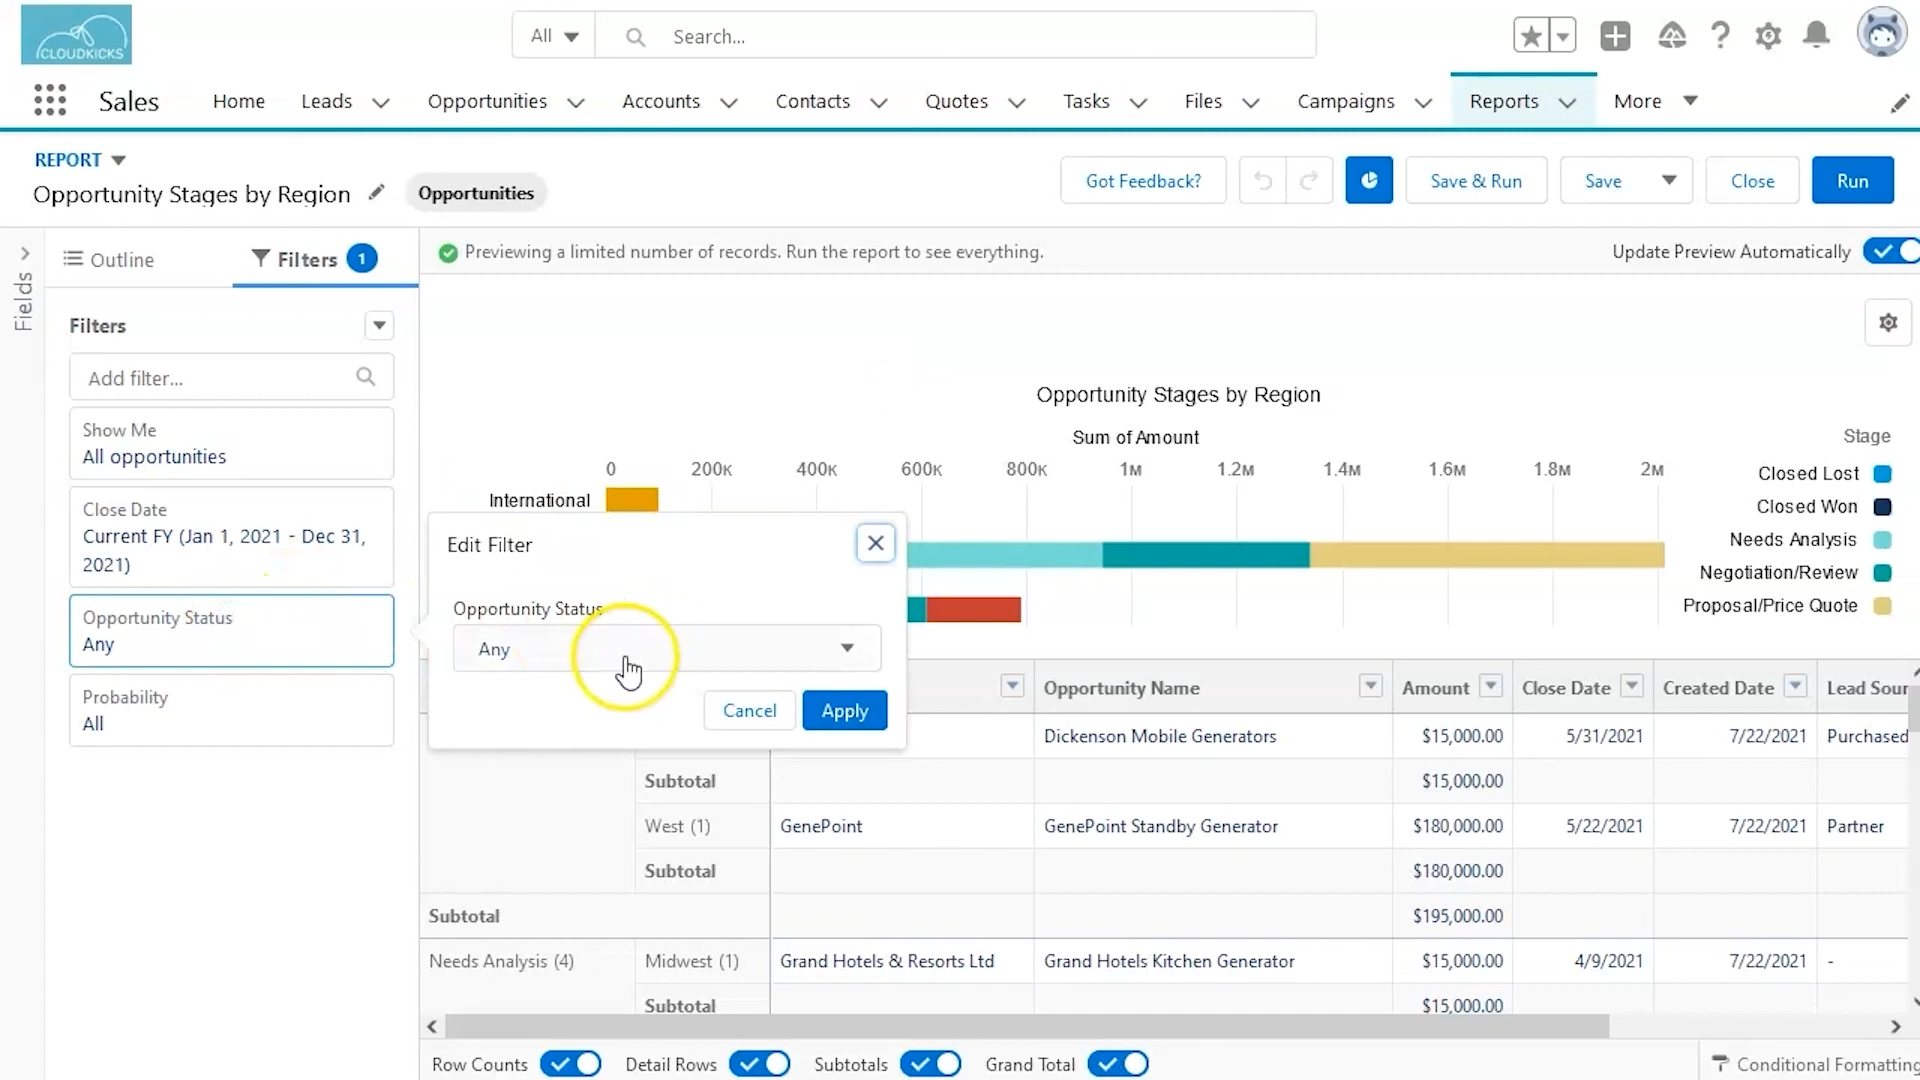 CLOUDKICKS
All
Search...
Sales
Home
Leads
Opportunities
Accounts
Contacts
Quotes
Tasks
Files
Campaigns
Reports
More
REPORT
Opportunity Stages by Region
Opportunities
Got Feedback?
Save & Run
Save
Close
Run
Fields
Outline
Filters 1
Previewing a limited number of records. Run the report to see everything.
Update Preview Automatically
Filters
Add filter...
Show Me
All opportunities
Close Date
Current FY (Jan 1, 2021 - Dec 31,
2021)
Opportunity Status
Any
Probability
All
Opportunity Stages by Region
Sum of Amount
0 200K 400K 600K 800K 1M 1.2M 1.4M 1.6M 1.8M 2M
International
Stage
Closed Lost
Closed Won
Needs Analysis
Negotiation/Review
Proposal/Price Quote
Edit Filter
Opportunity Status
Any
Cancel
Apply
Opportunity Name Amount Close Date Created Date Lead Sour
Dickenson Mobile Generators $15,000.00 5/31/2021 7/22/2021 Purchased
Subtotal $15,000.00
West (1) GenePoint GenePoint Standby Generator $180,000.00 5/22/2021 7/22/2021 Partner
Subtotal $180,000.00
Subtotal $195,000.00
Needs Analysis (4) Midwest (1) Grand Hotels & Resorts Ltd Grand Hotels Kitchen Generator $15,000.00 4/9/2021 7/22/2021 -
Subtotal $15,000.00
Row Counts
Detail Rows
Subtotals
Grand Total
Conditional Formatting